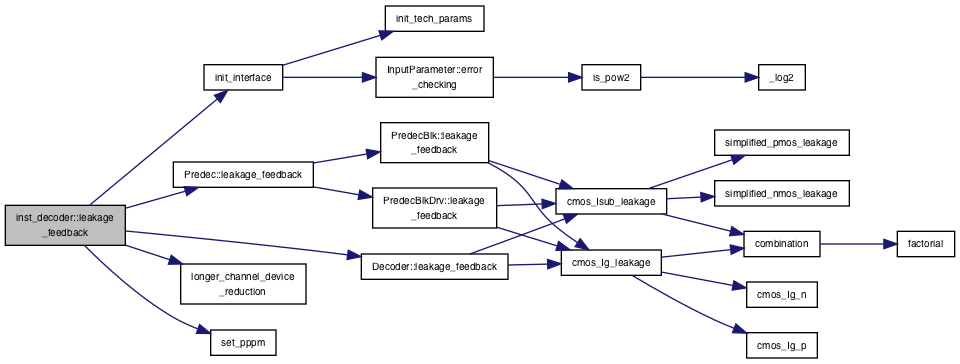 inst_decoder::leakage
_feedback
init_interface
init_tech_params
InputParameter::error
_checking
is_pow2
_log2
Predec::leakage_feedback
PredecBlk::leakage
_feedback
PredecBlkDrv::leakage
_feedback
Decoder::leakage_feedback
longer_channel_device
_reduction
set_pppm
cmos_Isub_leakage
cmos_Ig_leakage
simplified_pmos_leakage
simplified_nmos_leakage
combination
factorial
cmos_Ig_n
cmos_Ig_p